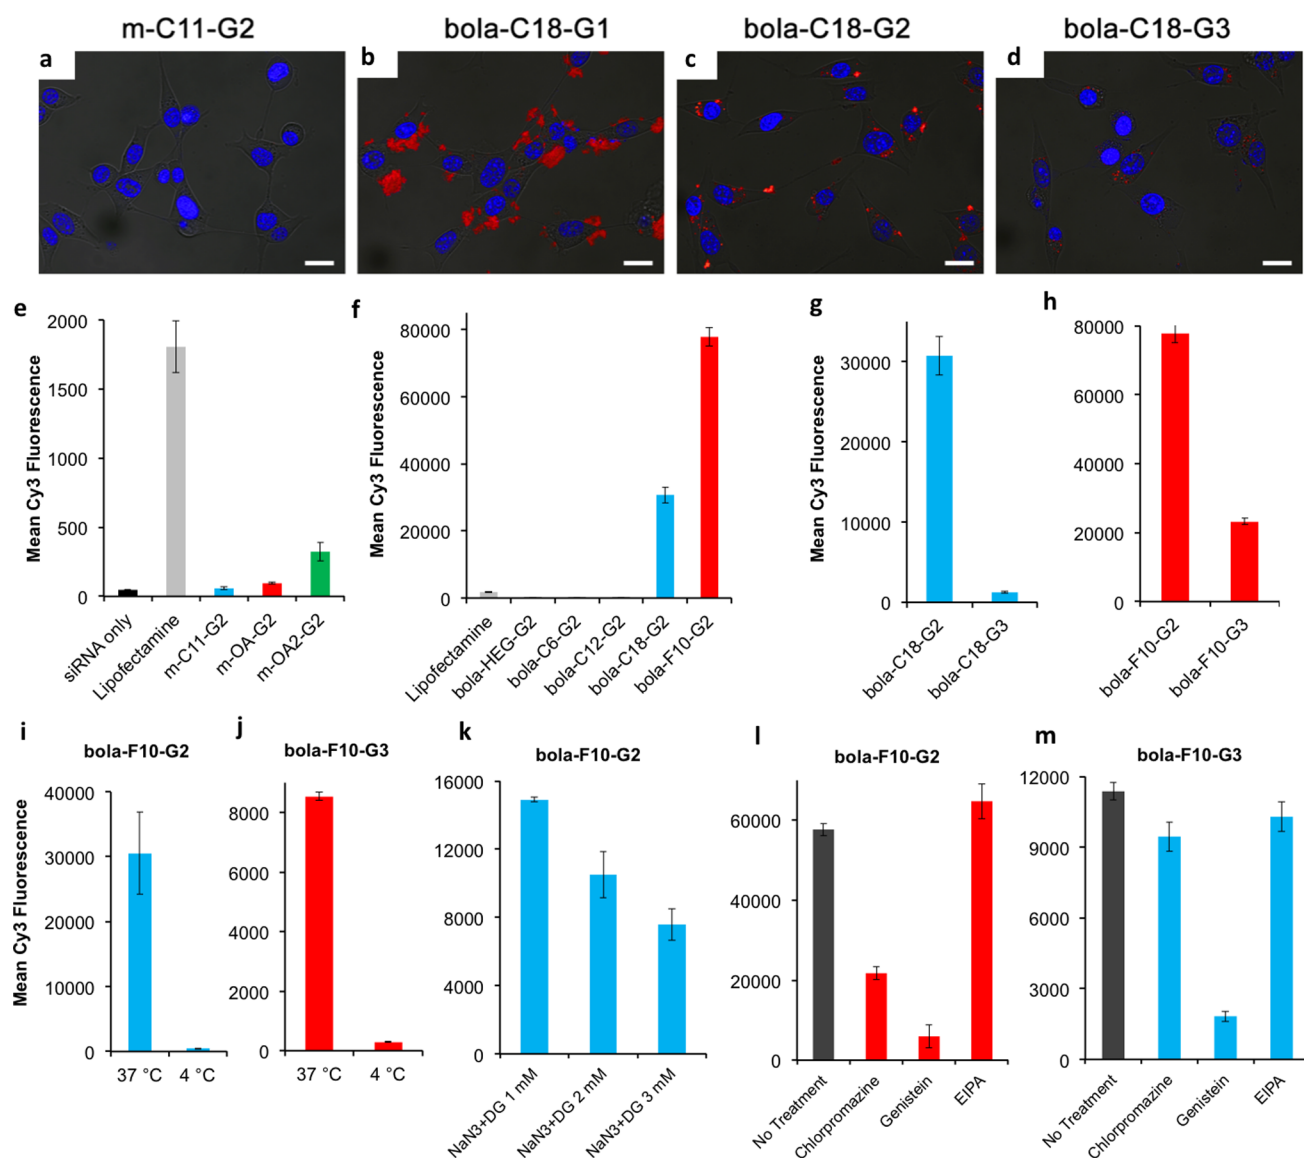 m-C11-G2
bola-C18-G1
bola-C18-G2
bola-C18-G3
a
b
c
d
e
Mean Cy3 Fluorescence
2000
1500
1000
500
0
siRNA only
Lipofectamine
m-C11-G2
m-OA-G2
m-OA2-G2
f
Mean Cy3 Fluorescence
80000
60000
40000
20000
0
Lipofectamine
bola-HEG-G2
bola-C6-G2
bola-C12-G2
bola-C18-G2
bola-F10-G2
g
Mean Cy3 Fluorescence
30000
20000
10000
0
bola-C18-G2
bola-C18-G3
h
80000
60000
40000
20000
0
bola-F10-G2
bola-F10-G3
i
bola-F10-G2
Mean Cy3 Fluorescence
40000
30000
20000
10000
0
37 °C
4 °C
j
bola-F10-G3
8000
6000
4000
2000
0
37 °C
4 °C
k
bola-F10-G2
16000
12000
8000
4000
0
NaN3+DG 1 mM
NaN3+DG 2 mM
NaN3+DG 3 mM
l
bola-F10-G2
60000
40000
20000
0
No Treatment
Chlorpromazine
Genistein
EIPA
m
bola-F10-G3
12000
9000
6000
3000
0
No Treatment
Chlorpromazine
Genistein
EIPA